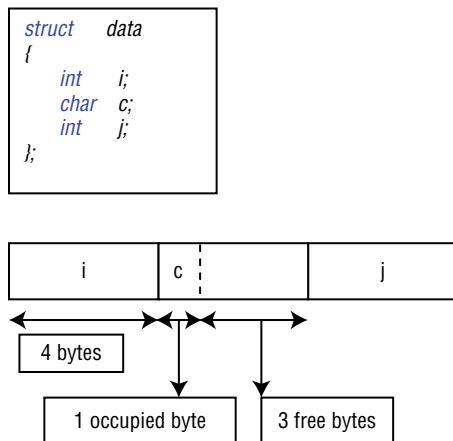 struct data
{
int i;
char c;
int j;
};
i c j
4 bytes
1 occupied byte 3 free bytes